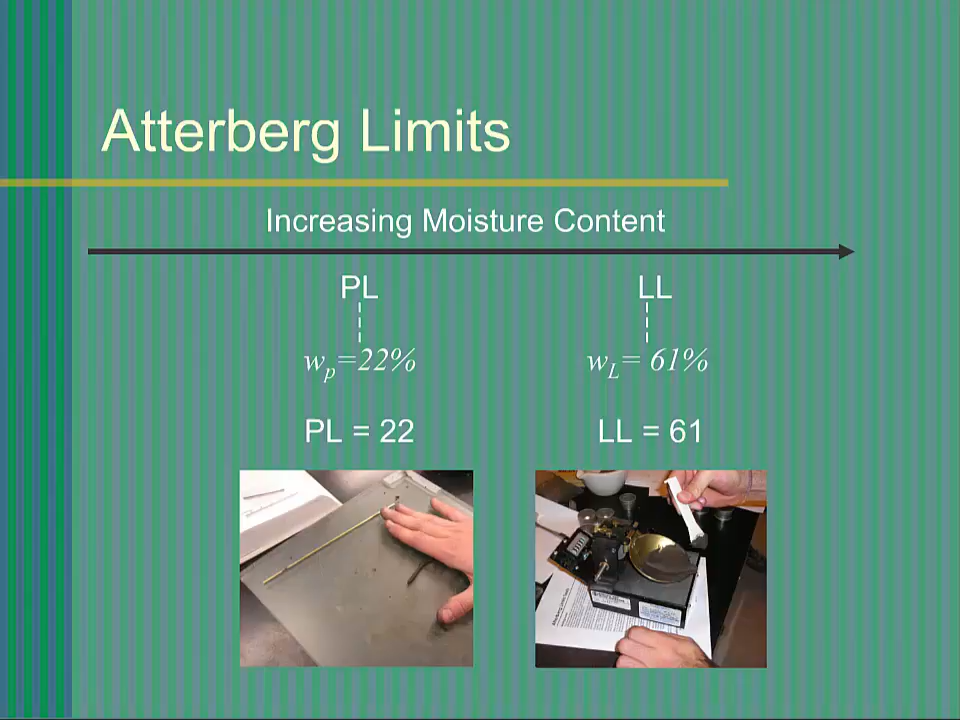 Atterberg Limits
Increasing Moisture Content
PL LL
wp=22% wL= 61%
PL = 22 LL = 61